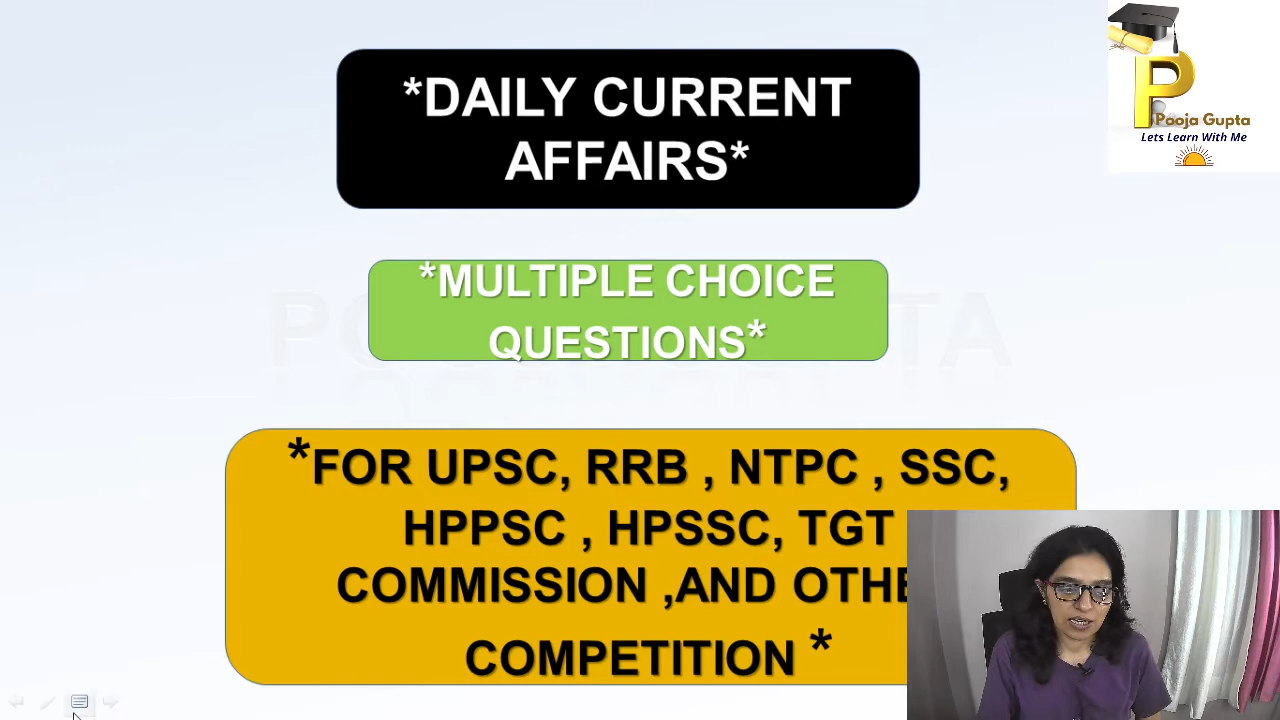 *DAILY CURRENT
AFFAIRS*
P
Pooja Gupta
Lets Learn With Me
*MULTIPLE CHOICE
QUESTIONS*
*FOR UPSC, RRB , NTPC , SSC,
HPPSC , HPSSC, TGT
COMMISSION ,AND OTHE
COMPETITION *